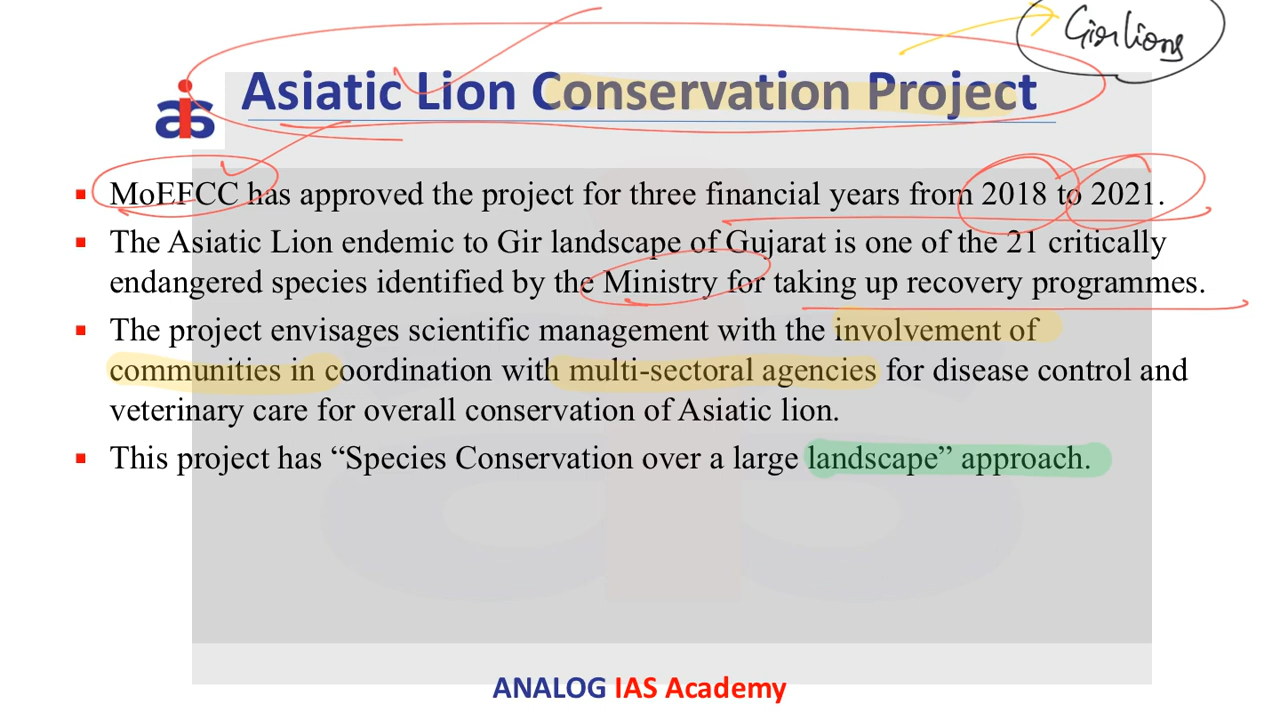 Gir lions
Asiatic Lion Conservation Project
ais
▪ MoEFCC has approved the project for three financial years from 2018 to 2021.
▪ The Asiatic Lion endemic to Gir landscape of Gujarat is one of the 21 critically
endangered species identified by the Ministry for taking up recovery programmes.
▪ The project envisages scientific management with the involvement of
communities in coordination with multi-sectoral agencies for disease control and
veterinary care for overall conservation of Asiatic lion.
▪ This project has “Species Conservation over a large landscape” approach.
ANALOG IAS Academy